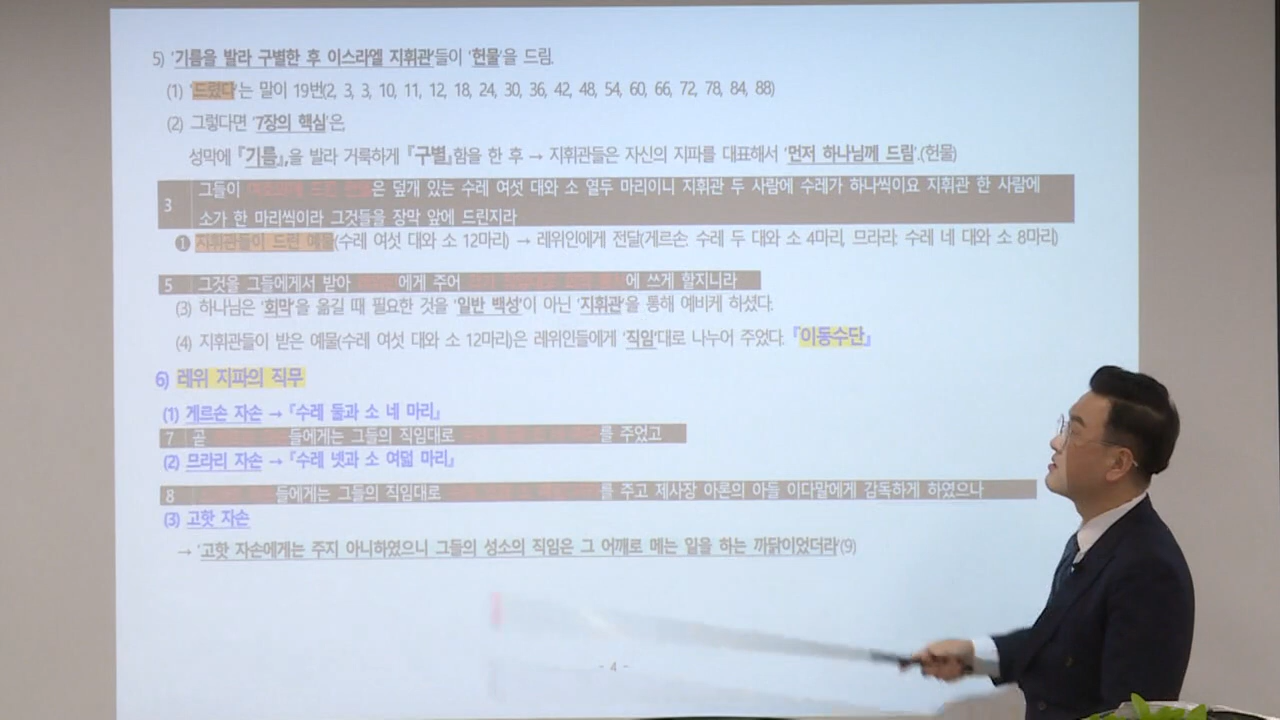 5) '기름을 발라 구별한 후 이스라엘 지휘관'들이 '헌물'을 드림.
(1) '드렸다'는 말이 19번(2, 3, 3, 10, 11, 12, 18, 24, 30, 36, 42, 48, 54, 60, 66, 72, 78, 84, 88)
(2) 그렇다면 '7장의 핵심'은,
성막에 『기름』을 발라 거룩하게 『구별』함을 한 후 → 지휘관들은 자신의 지파를 대표해서 '먼저 하나님께 드림'.(헌물)
3 그들이 은 덮개 있는 수레 여섯 대와 소 열두 마리이니 지휘관 두 사람에 수레가 하나씩이요 지휘관 한 사람에
소가 한 마리씩이라 그것들을 장막 앞에 드린지라
❶ 지휘관들이 드린 예물(수레 여섯 대와 소 12마리) → 레위인에게 전달(게르손: 수레 두 대와 소 4마리, 므라리: 수레 네 대와 소 8마리)
5 그것을 그들에게서 받아 에게 주어 에 쓰게 할지니라
(3) 하나님은 '회막'을 옮길 때 필요한 것을 '일반 백성'이 아닌 '지휘관'을 통해 예비케 하셨다.
(4) 지휘관들이 받은 예물(수레 여섯 대와 소 12마리)은 레위인들에게 '직임'대로 나누어 주었다. 『이동수단』
6) 레위 지파의 직무
(1) 게르손 자손 → 『수레 둘과 소 네 마리』
7 곧 들에게는 그들의 직임대로 를 주었고
(2) 므라리 자손 → 『수레 넷과 소 여덟 마리』
8 들에게는 그들의 직임대로 를 주고 제사장 아론의 아들 이다말에게 감독하게 하였으나
(3) 고핫 자손
→ '고핫 자손에게는 주지 아니하였으니 그들의 성소의 직임은 그 어깨로 메는 일을 하는 까닭이었더라'(9)
- 4 -